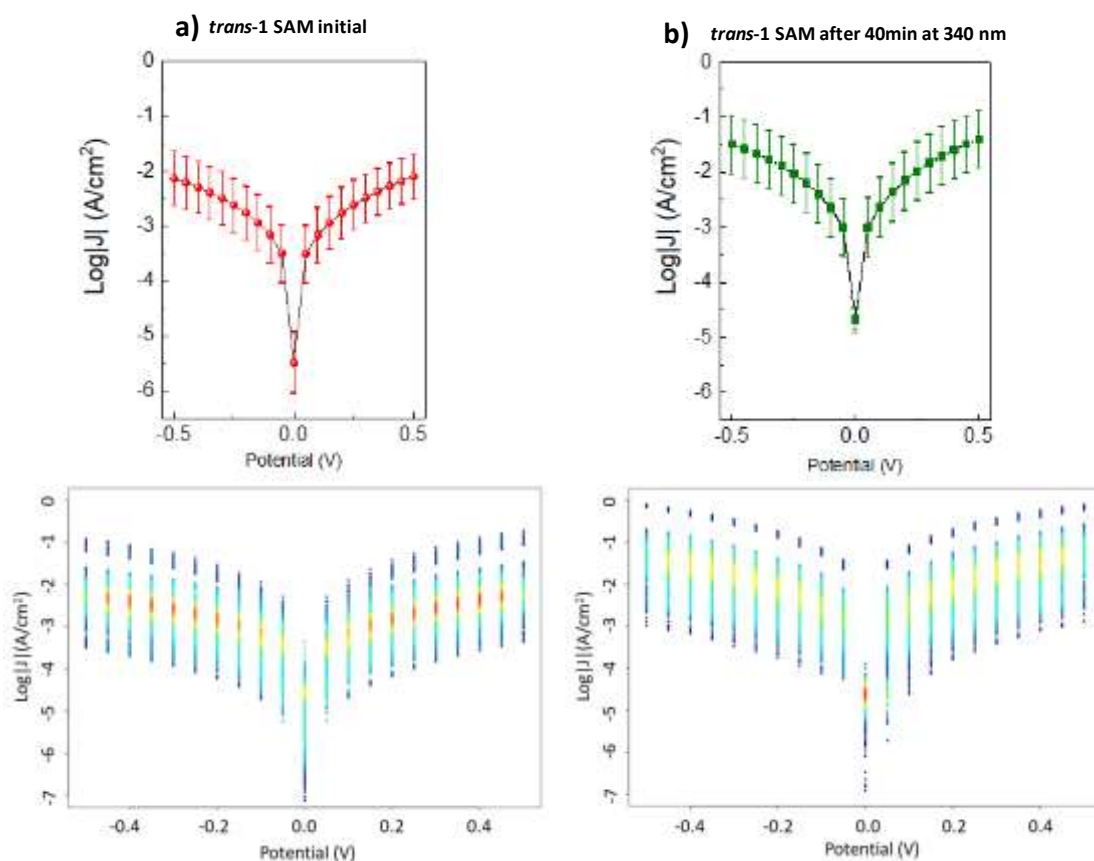 a) trans-1 SAM initial
b) trans-1 SAM after 40min at 340 nm
0
-1
-2
-3
-4
-5
-6
Log|J| (A/cm²)
-0.5 0.0 0.5
Potential (V)
0
-1
-2
-3
-4
-5
-6
Log|J| (A/cm²)
-0.5 0.0 0.5
Potential (V)
0
-1
-2
-3
-4
-5
-6
-7
Log|J|(A/cm²)
-0.4 -0.2 0.0 0.2 0.4
Potential (V)
0
-1
-2
-3
-4
-5
-6
-7
Log|J|(A/cm²)
-0.4 -0.2 0.0 0.2 0.4
Potential (V)